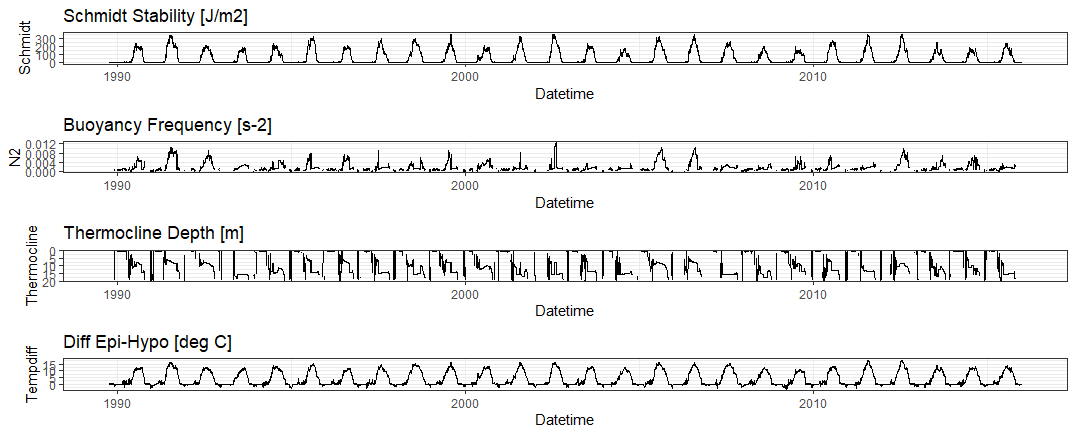 Schmidt Stability [J/m2]
Schmidt
300
200
100
0
1990
2000
2010
Datetime
Buoyancy Frequency [s-2]
N2
0.012
0.008
0.004
0.000
1990
2000
2010
Datetime
Thermocline Depth [m]
Thermocline
0
5
10
15
20
1990
2000
2010
Datetime
Diff Epi-Hypo [deg C]
Tempdiff
15
10
5
0
1990
2000
2010
Datetime